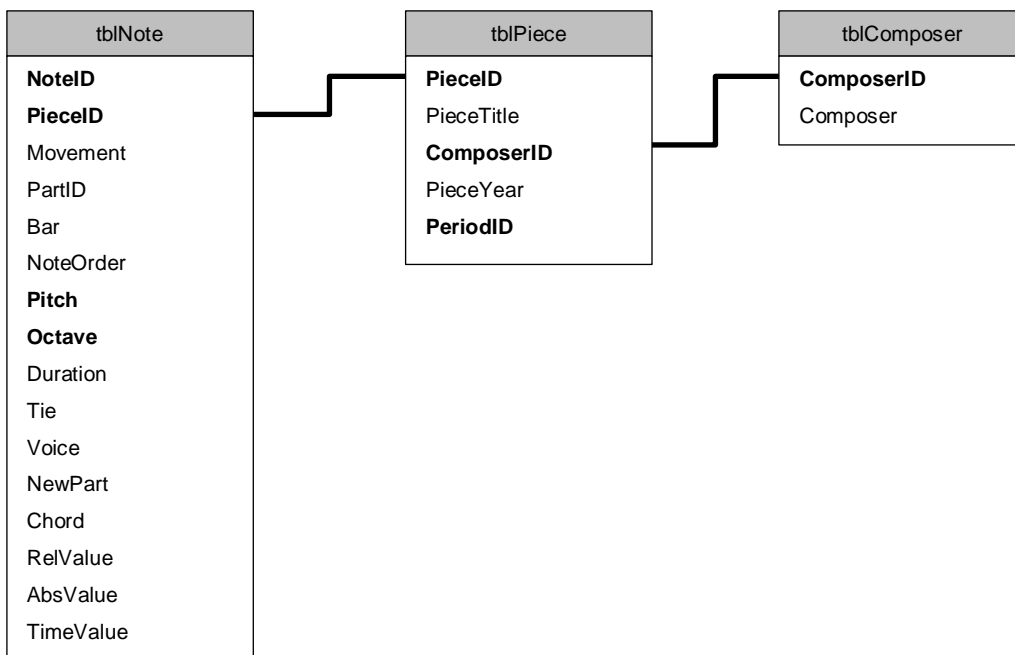 tblNote
NoteID
PieceID
Movement
PartID
Bar
NoteOrder
Pitch
Octave
Duration
Tie
Voice
NewPart
Chord
RelValue
AbsValue
TimeValue
tblPiece
PieceID
PieceTitle
ComposerID
PieceYear
PeriodID
tblComposer
ComposerID
Composer